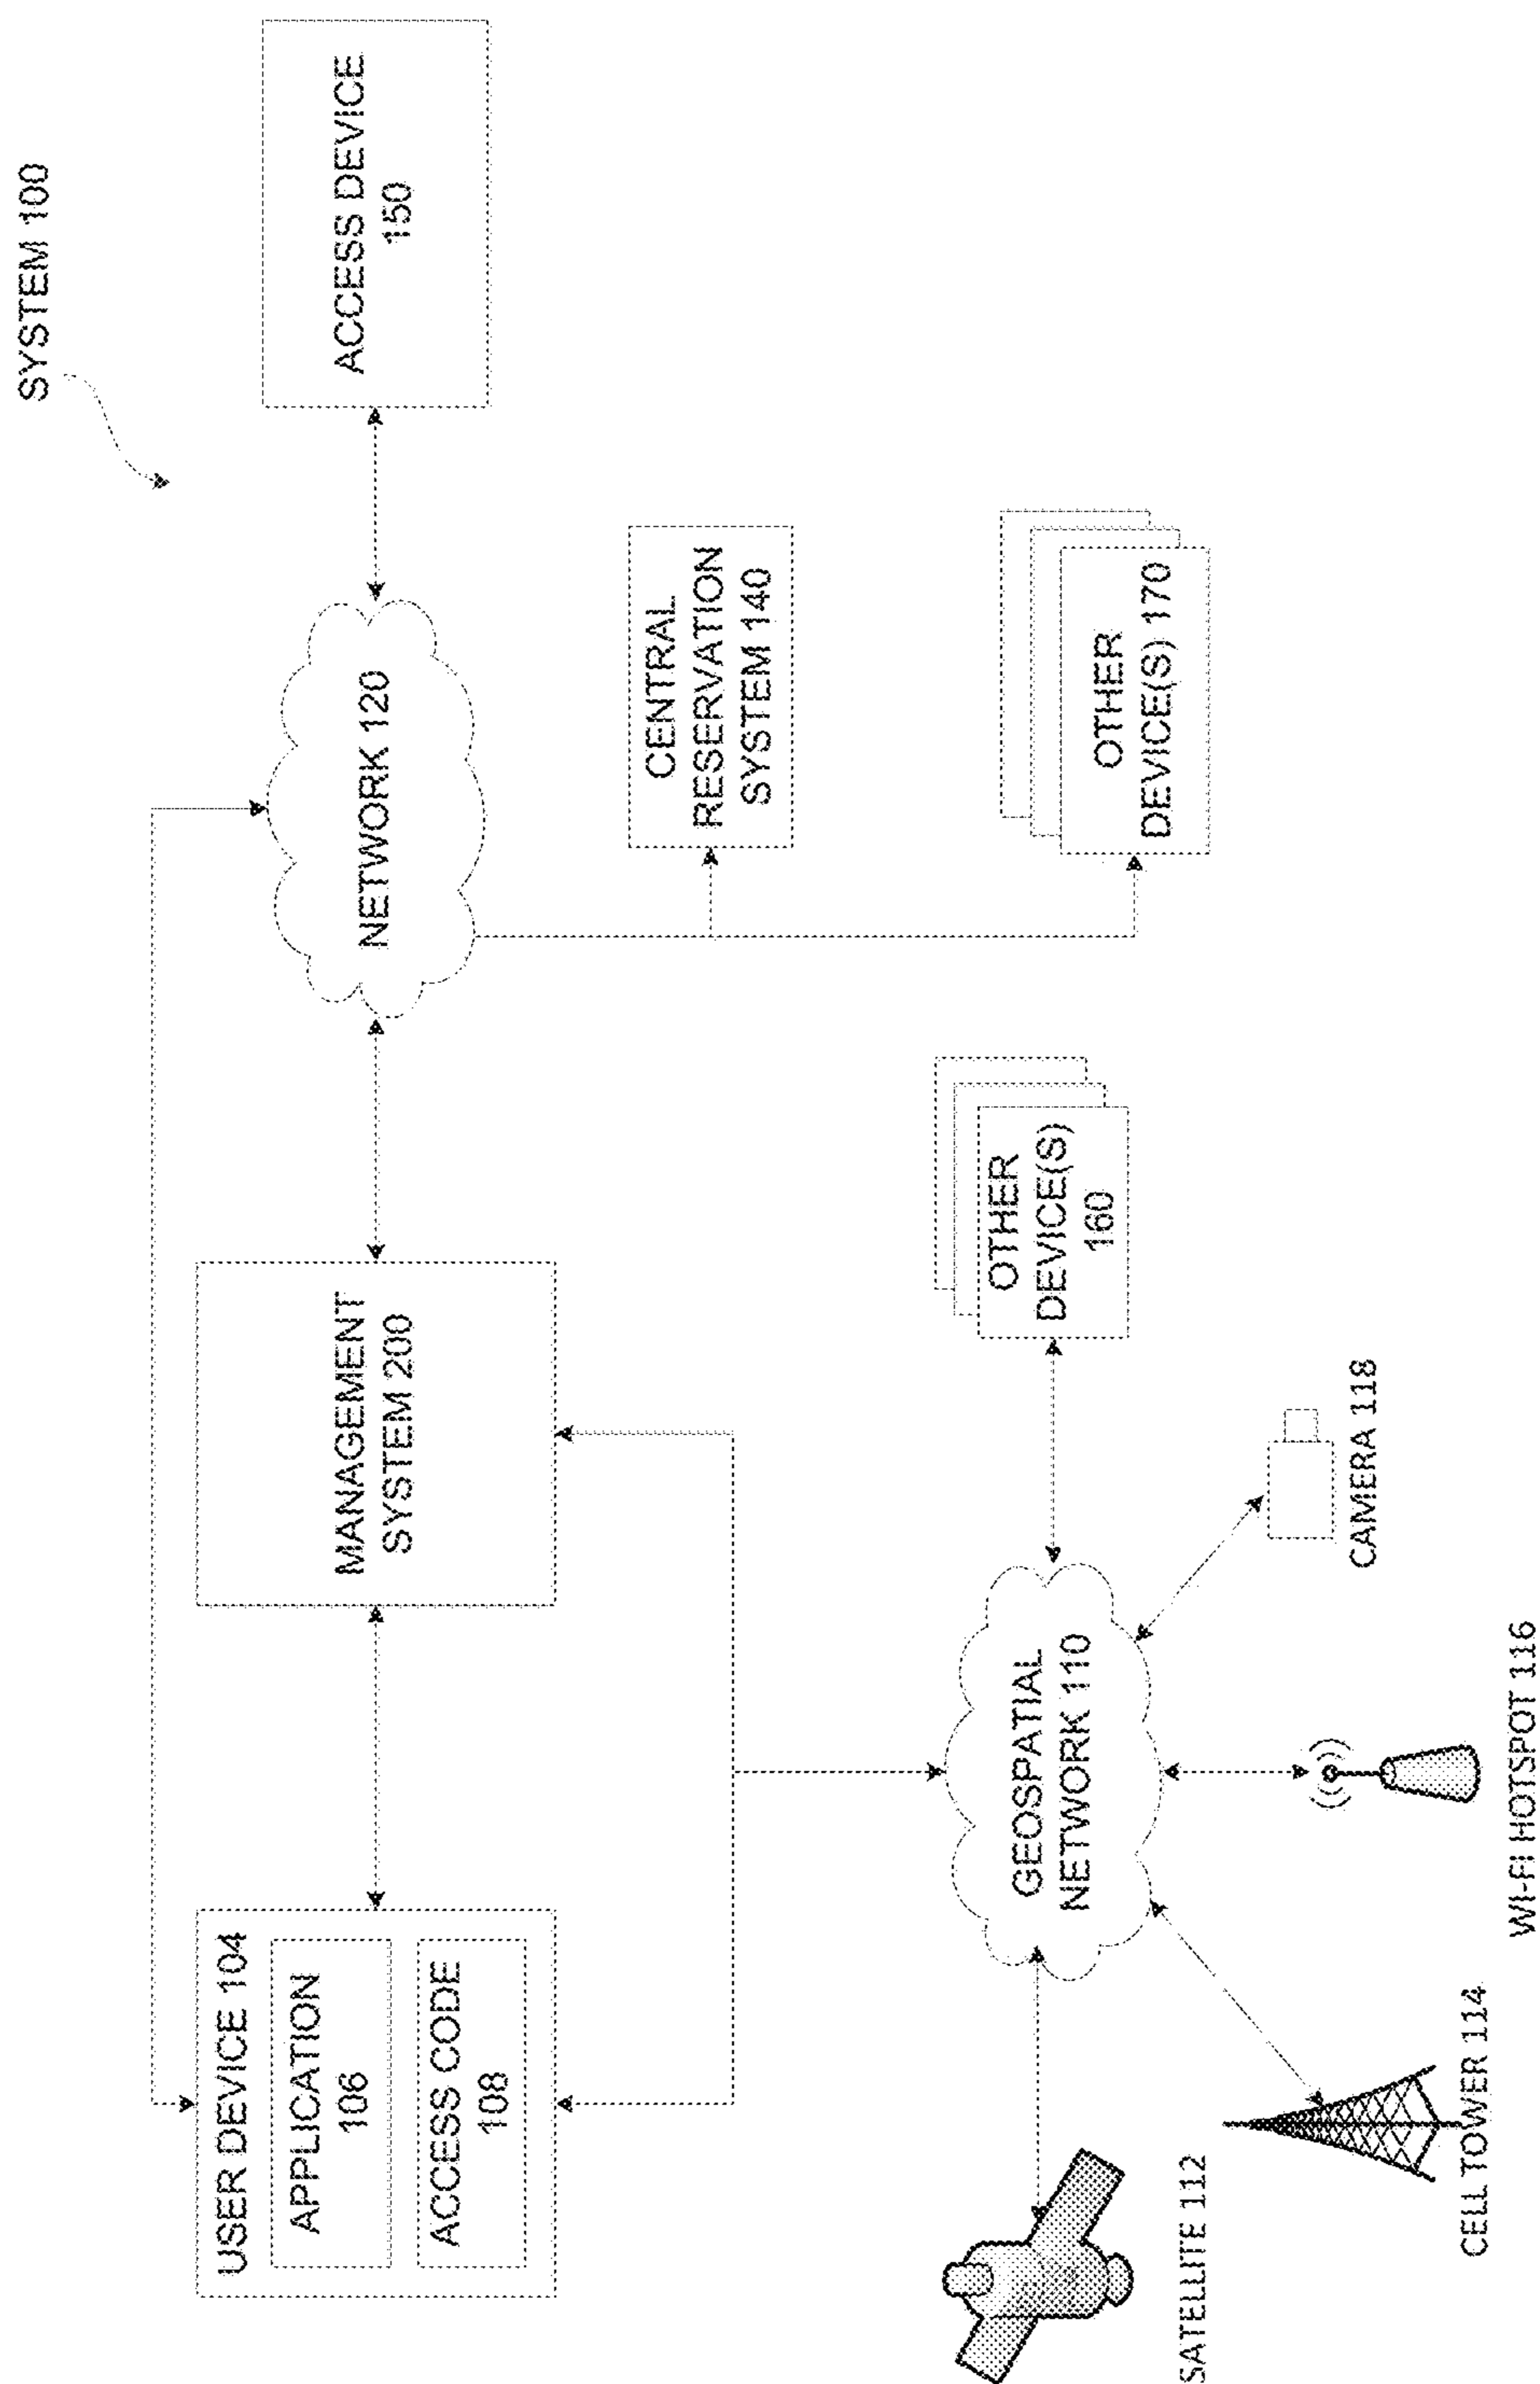 SYSTEM 100
USER DEVICE 104
APPLICATION
106
ACCESS CODE
108
MANAGEMENT
SYSTEM 200
NETWORK 120
ACCESS DEVICE
150
CENTRAL
RESERVATION
SYSTEM 140
OTHER
DEVICE(S) 170
OTHER
DEVICE(S)
160
GEOSPATIAL
NETWORK 110
SATELLITE 112
CELL TOWER 114
WI-FI HOTSPOT 116
CAMERA 118